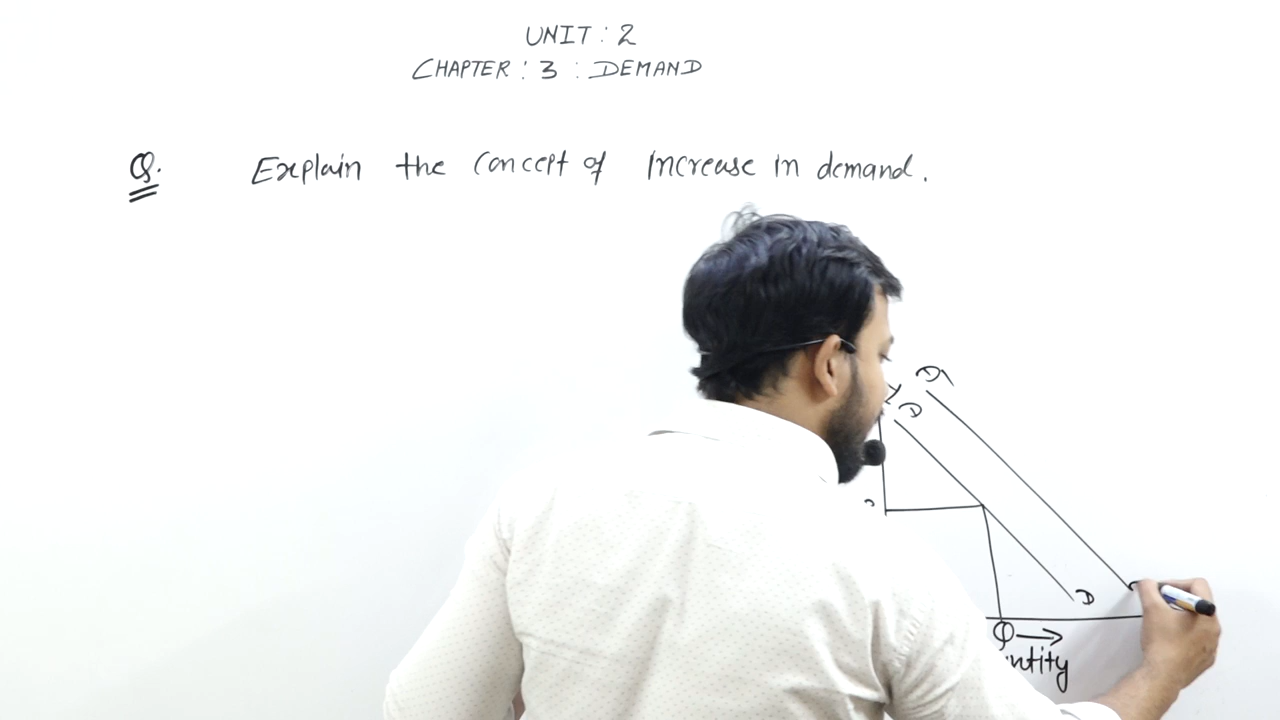 UNIT : 2
CHAPTER : 3 : DEMAND
Q. Explain the concept of increase in demand.
D1
Y
D
D
Q →